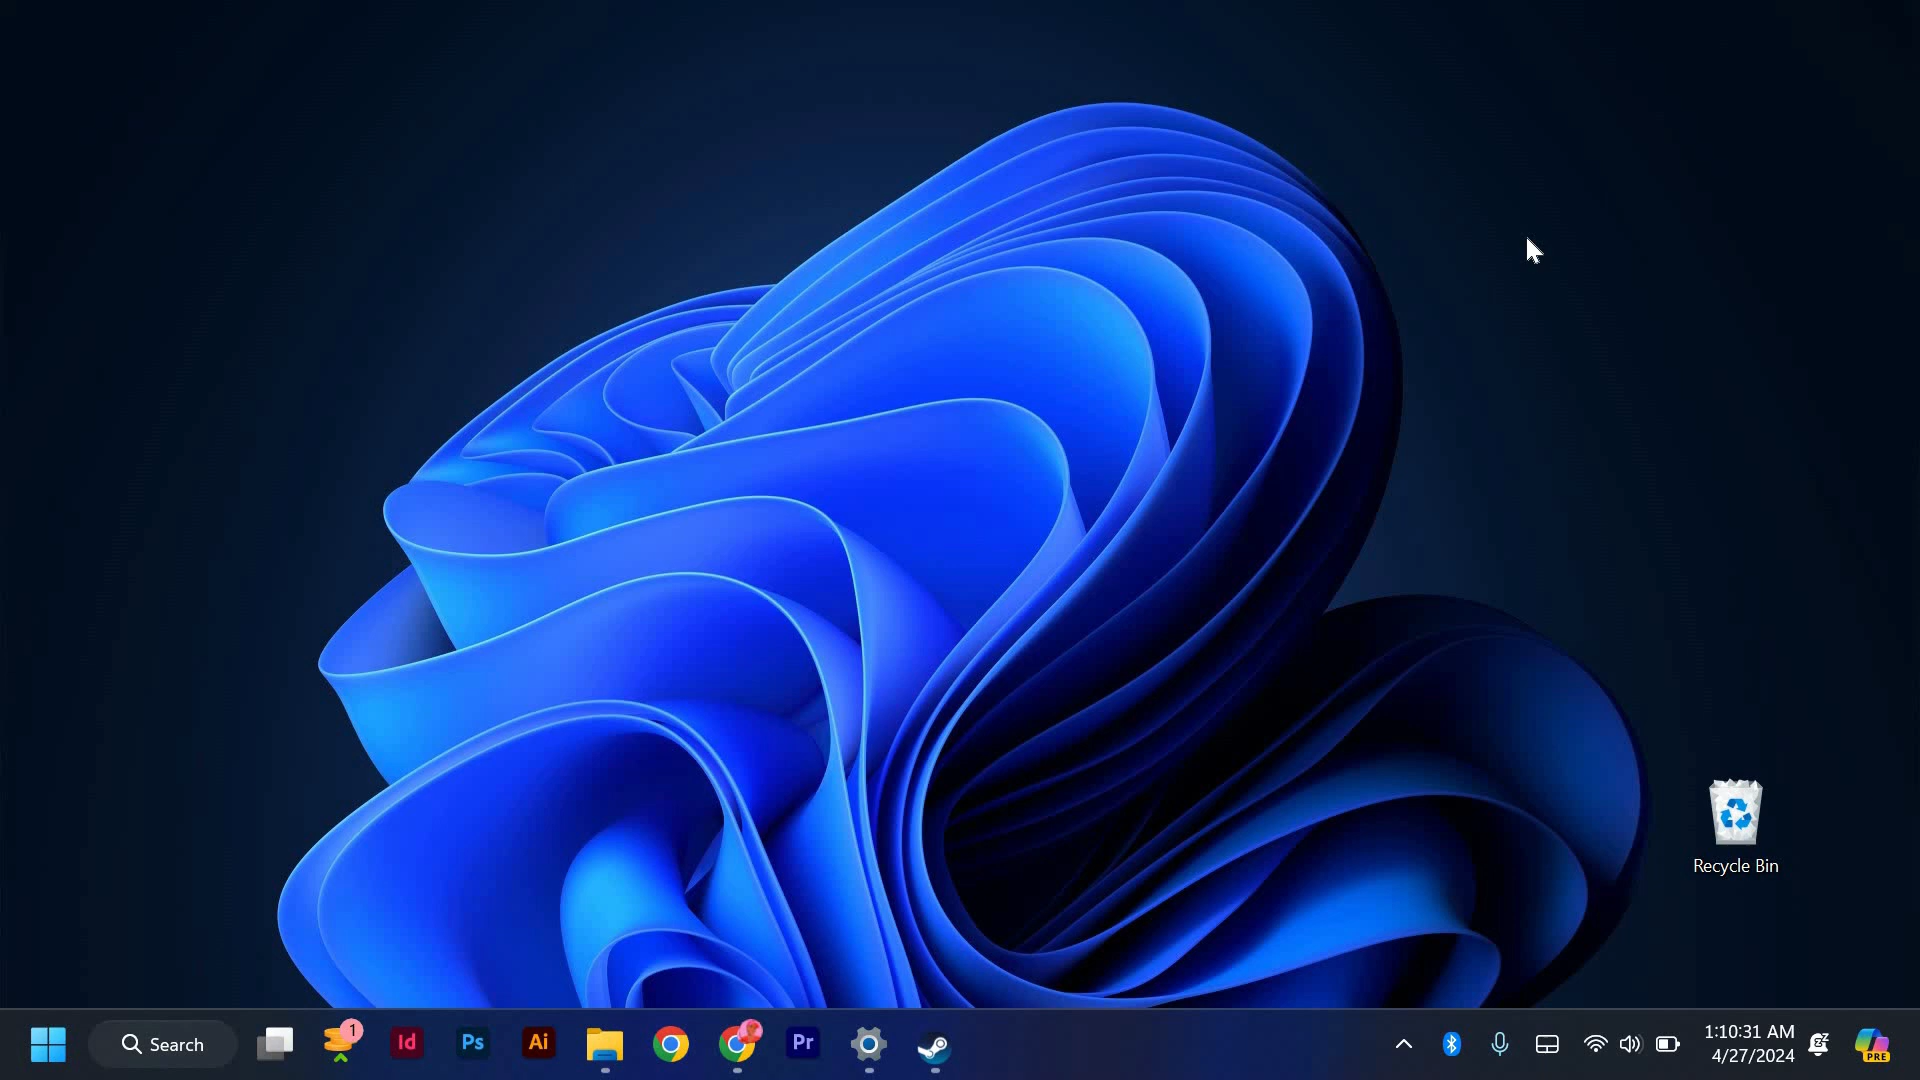 Recycle Bin
Search
1
Id
Ps
Ai
Pr
1:10:31 AM
4/27/2024
PRE